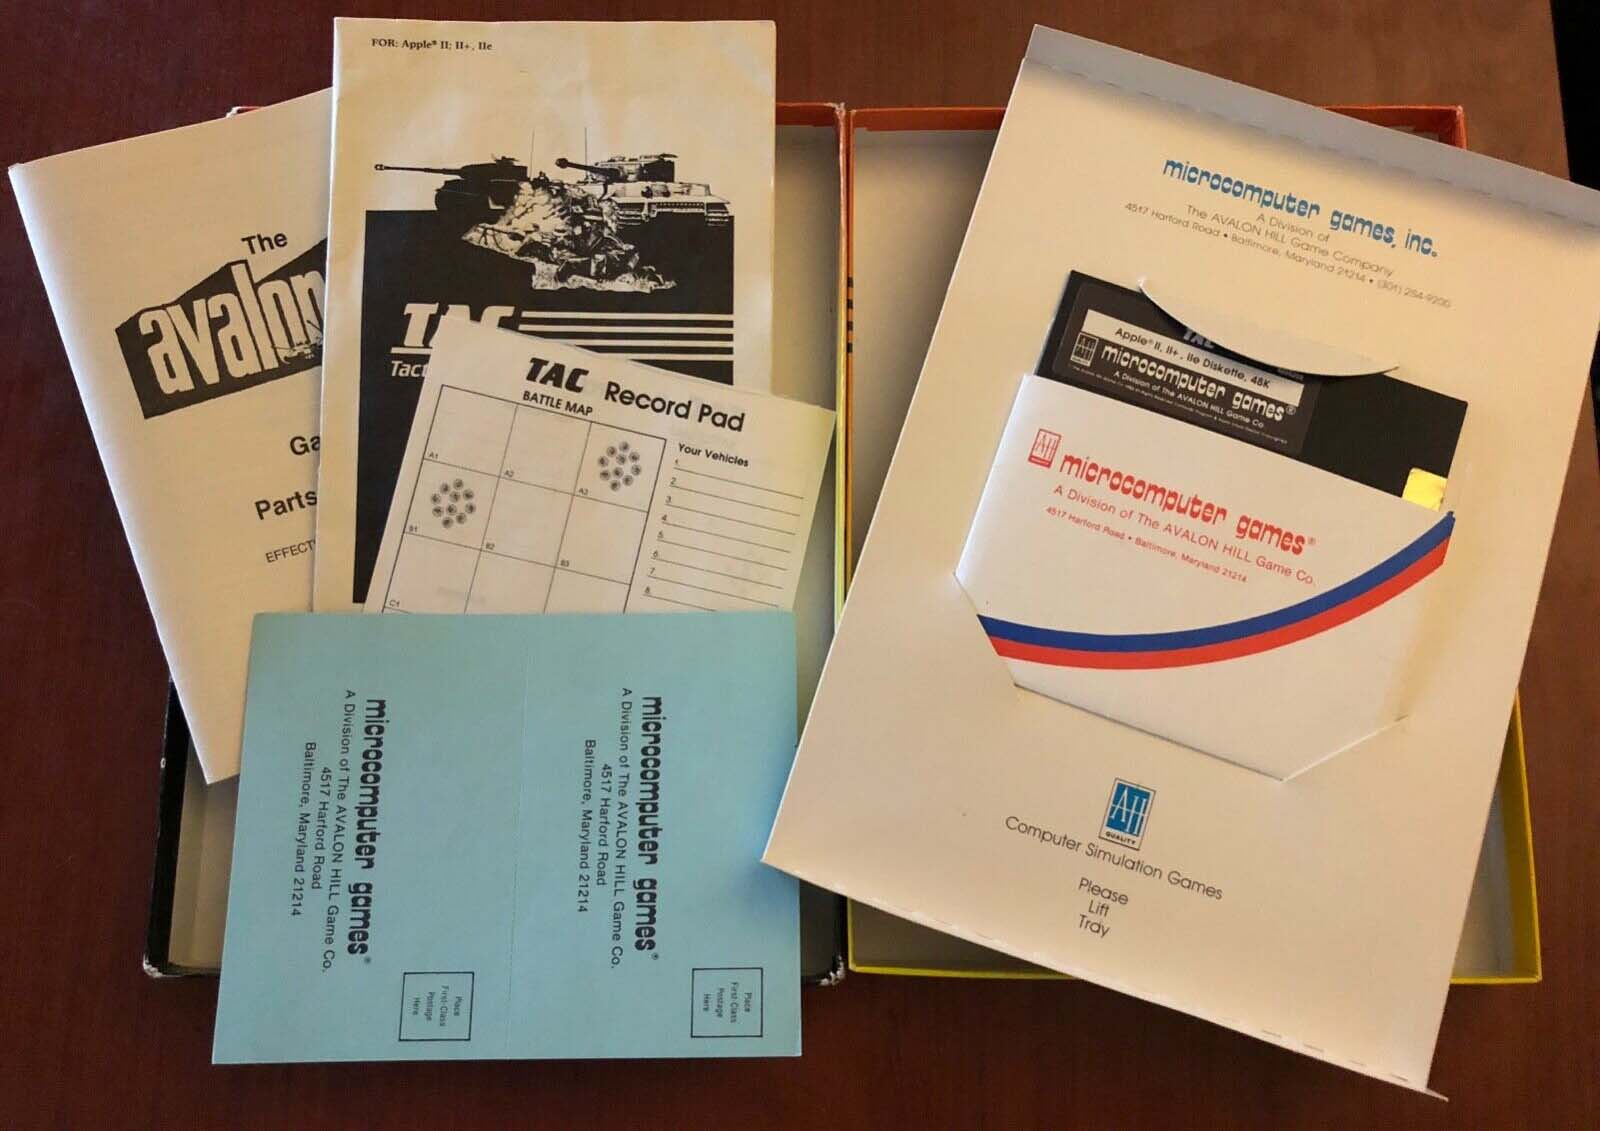 The
avalon
Ga
Parts
EFFECT
FOR: Apple® II; II+, IIe
TAC
Tact
TAC Record Pad
BATTLE MAP
Your Vehicles
1.
2.
3.
4.
5.
6.
7.
8.
A1
A2
A3
B1
B2
B3
C1
microcomputer games®
A Division of The AVALON HILL Game Co.
4517 Harford Road
Baltimore, Maryland 21214
Place
First-Class
Postage
Here
microcomputer games®
A Division of The AVALON HILL Game Co.
4517 Harford Road
Baltimore, Maryland 21214
Place
First-Class
Postage
Here
microcomputer games, inc.
A Division of
The AVALON HILL Game Company
4517 Harford Road • Baltimore, Maryland 21214 • (301) 254-9200
TAC
Apple® II, II+, IIe Diskette, 48K
AH
QUALITY
microcomputer games®
A Division of The AVALON HILL Game Co.
AH
microcomputer games®
A Division of The AVALON HILL Game Co.
4517 Harford Road • Baltimore, Maryland 21214
AH
QUALITY
Computer Simulation Games
Please
Lift
Tray